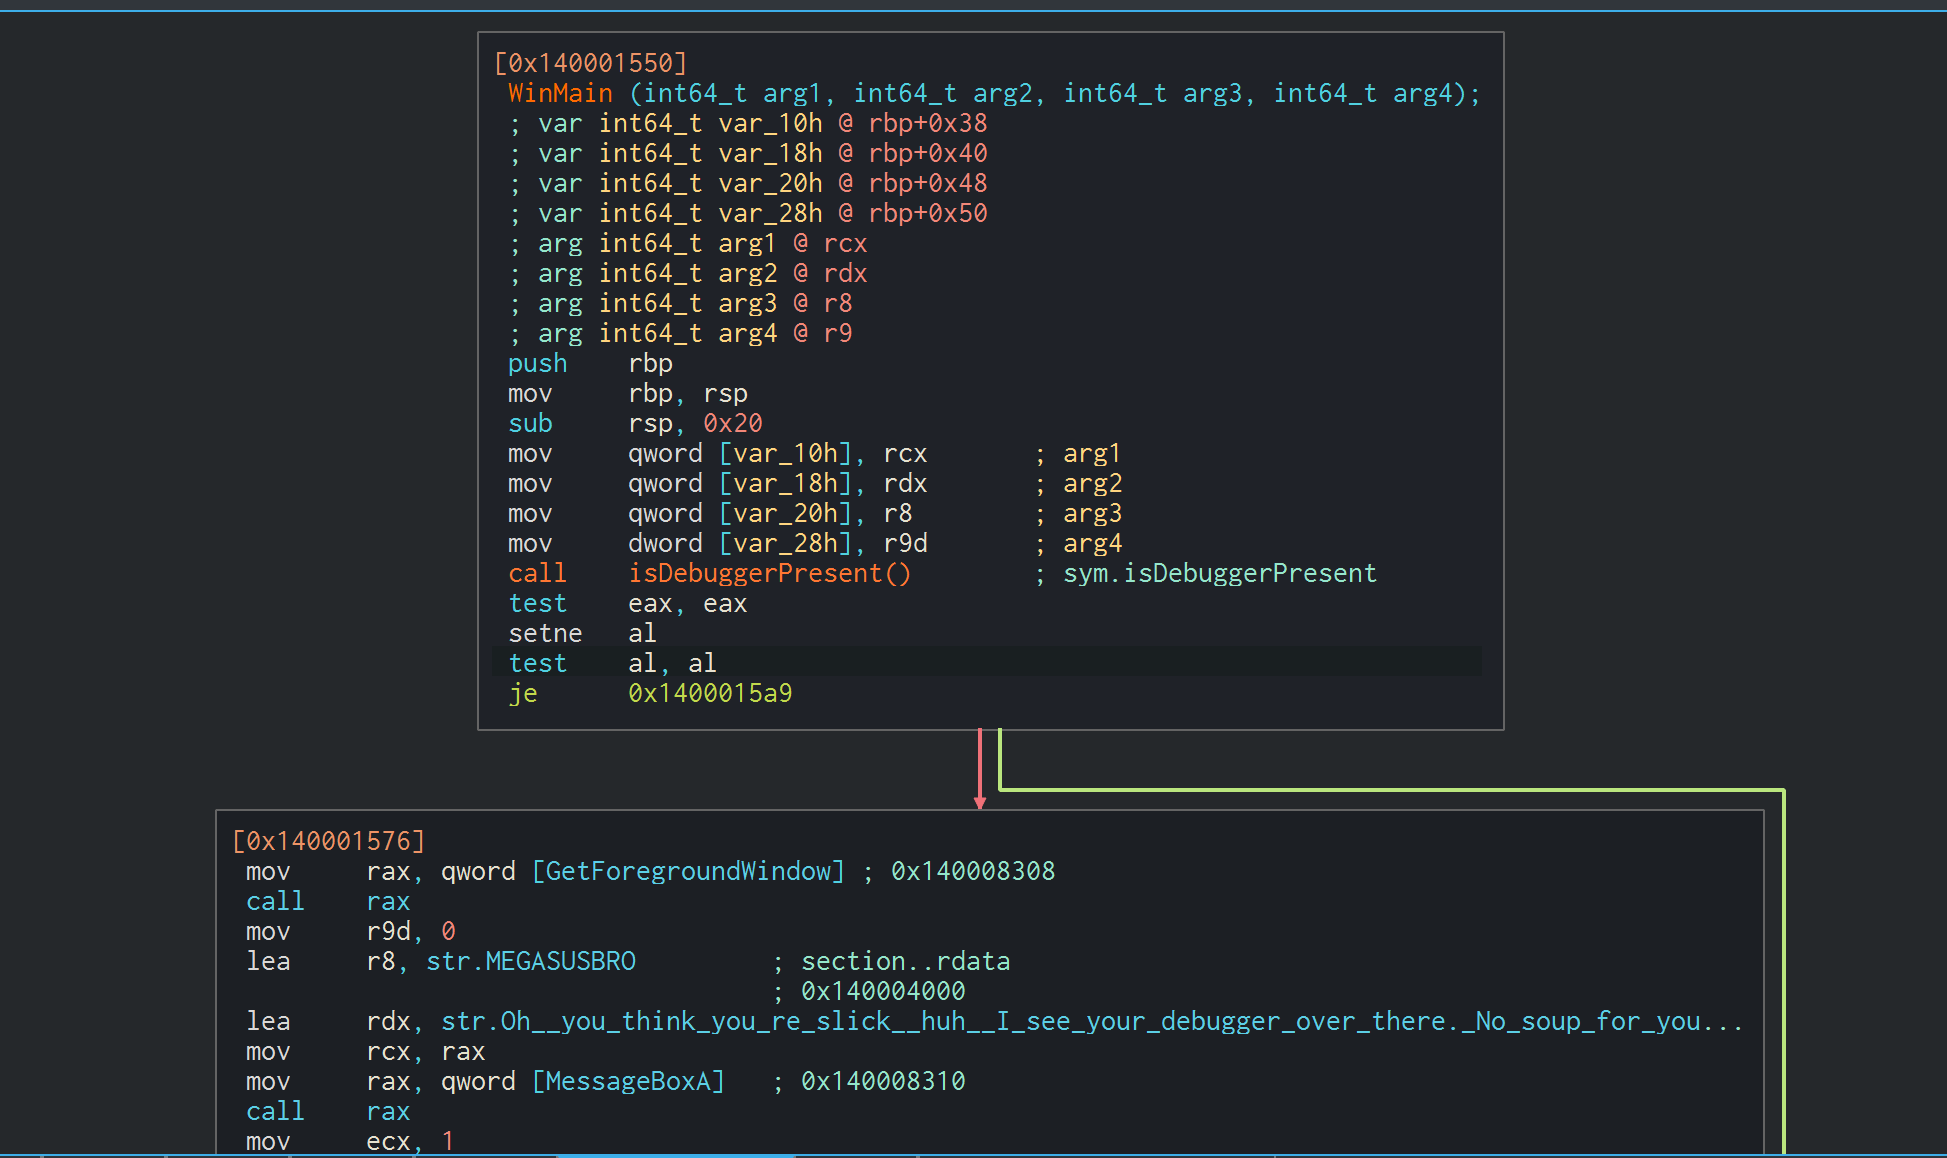 [0x140001550]
WinMain (int64_t arg1, int64_t arg2, int64_t arg3, int64_t arg4);
; var int64_t var_10h @ rbp+0x38
; var int64_t var_18h @ rbp+0x40
; var int64_t var_20h @ rbp+0x48
; var int64_t var_28h @ rbp+0x50
; arg int64_t arg1 @ rcx
; arg int64_t arg2 @ rdx
; arg int64_t arg3 @ r8
; arg int64_t arg4 @ r9
push rbp
mov rbp, rsp
sub rsp, 0x20
mov qword [var_10h], rcx ; arg1
mov qword [var_18h], rdx ; arg2
mov qword [var_20h], r8 ; arg3
mov dword [var_28h], r9d ; arg4
call isDebuggerPresent() ; sym.isDebuggerPresent
test eax, eax
setne al
test al, al
je 0x1400015a9
[0x140001576]
mov rax, qword [GetForegroundWindow] ; 0x140008308
call rax
mov r9d, 0
lea r8, str.MEGASUSBRO ; section..rdata
; 0x140004000
lea rdx, str.Oh__you_think_you_re_slick__huh__I_see_your_debugger_over_there._No_soup_for_you...
mov rcx, rax
mov rax, qword [MessageBoxA] ; 0x140008310
call rax
mov ecx, 1